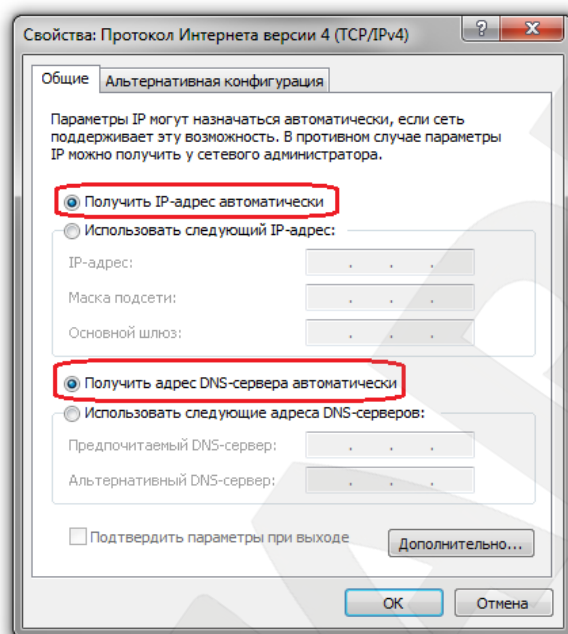 Свойства: Протокол Интернета версии 4 (TCP/IPv4)
Общие
Альтернативная конфигурация
Параметры IP могут назначаться автоматически, если сеть
поддерживает эту возможность. В противном случае параметры
IP можно получить у сетевого администратора.
Получить IP-адрес автоматически
Использовать следующий IP-адрес:
IP-адрес:
Маска подсети:
Основной шлюз:
Получить адрес DNS-сервера автоматически
Использовать следующие адреса DNS-серверов:
Предпочитаемый DNS-сервер:
Альтернативный DNS-сервер:
Подтвердить параметры при выходе
Дополнительно...
OK
Отмена